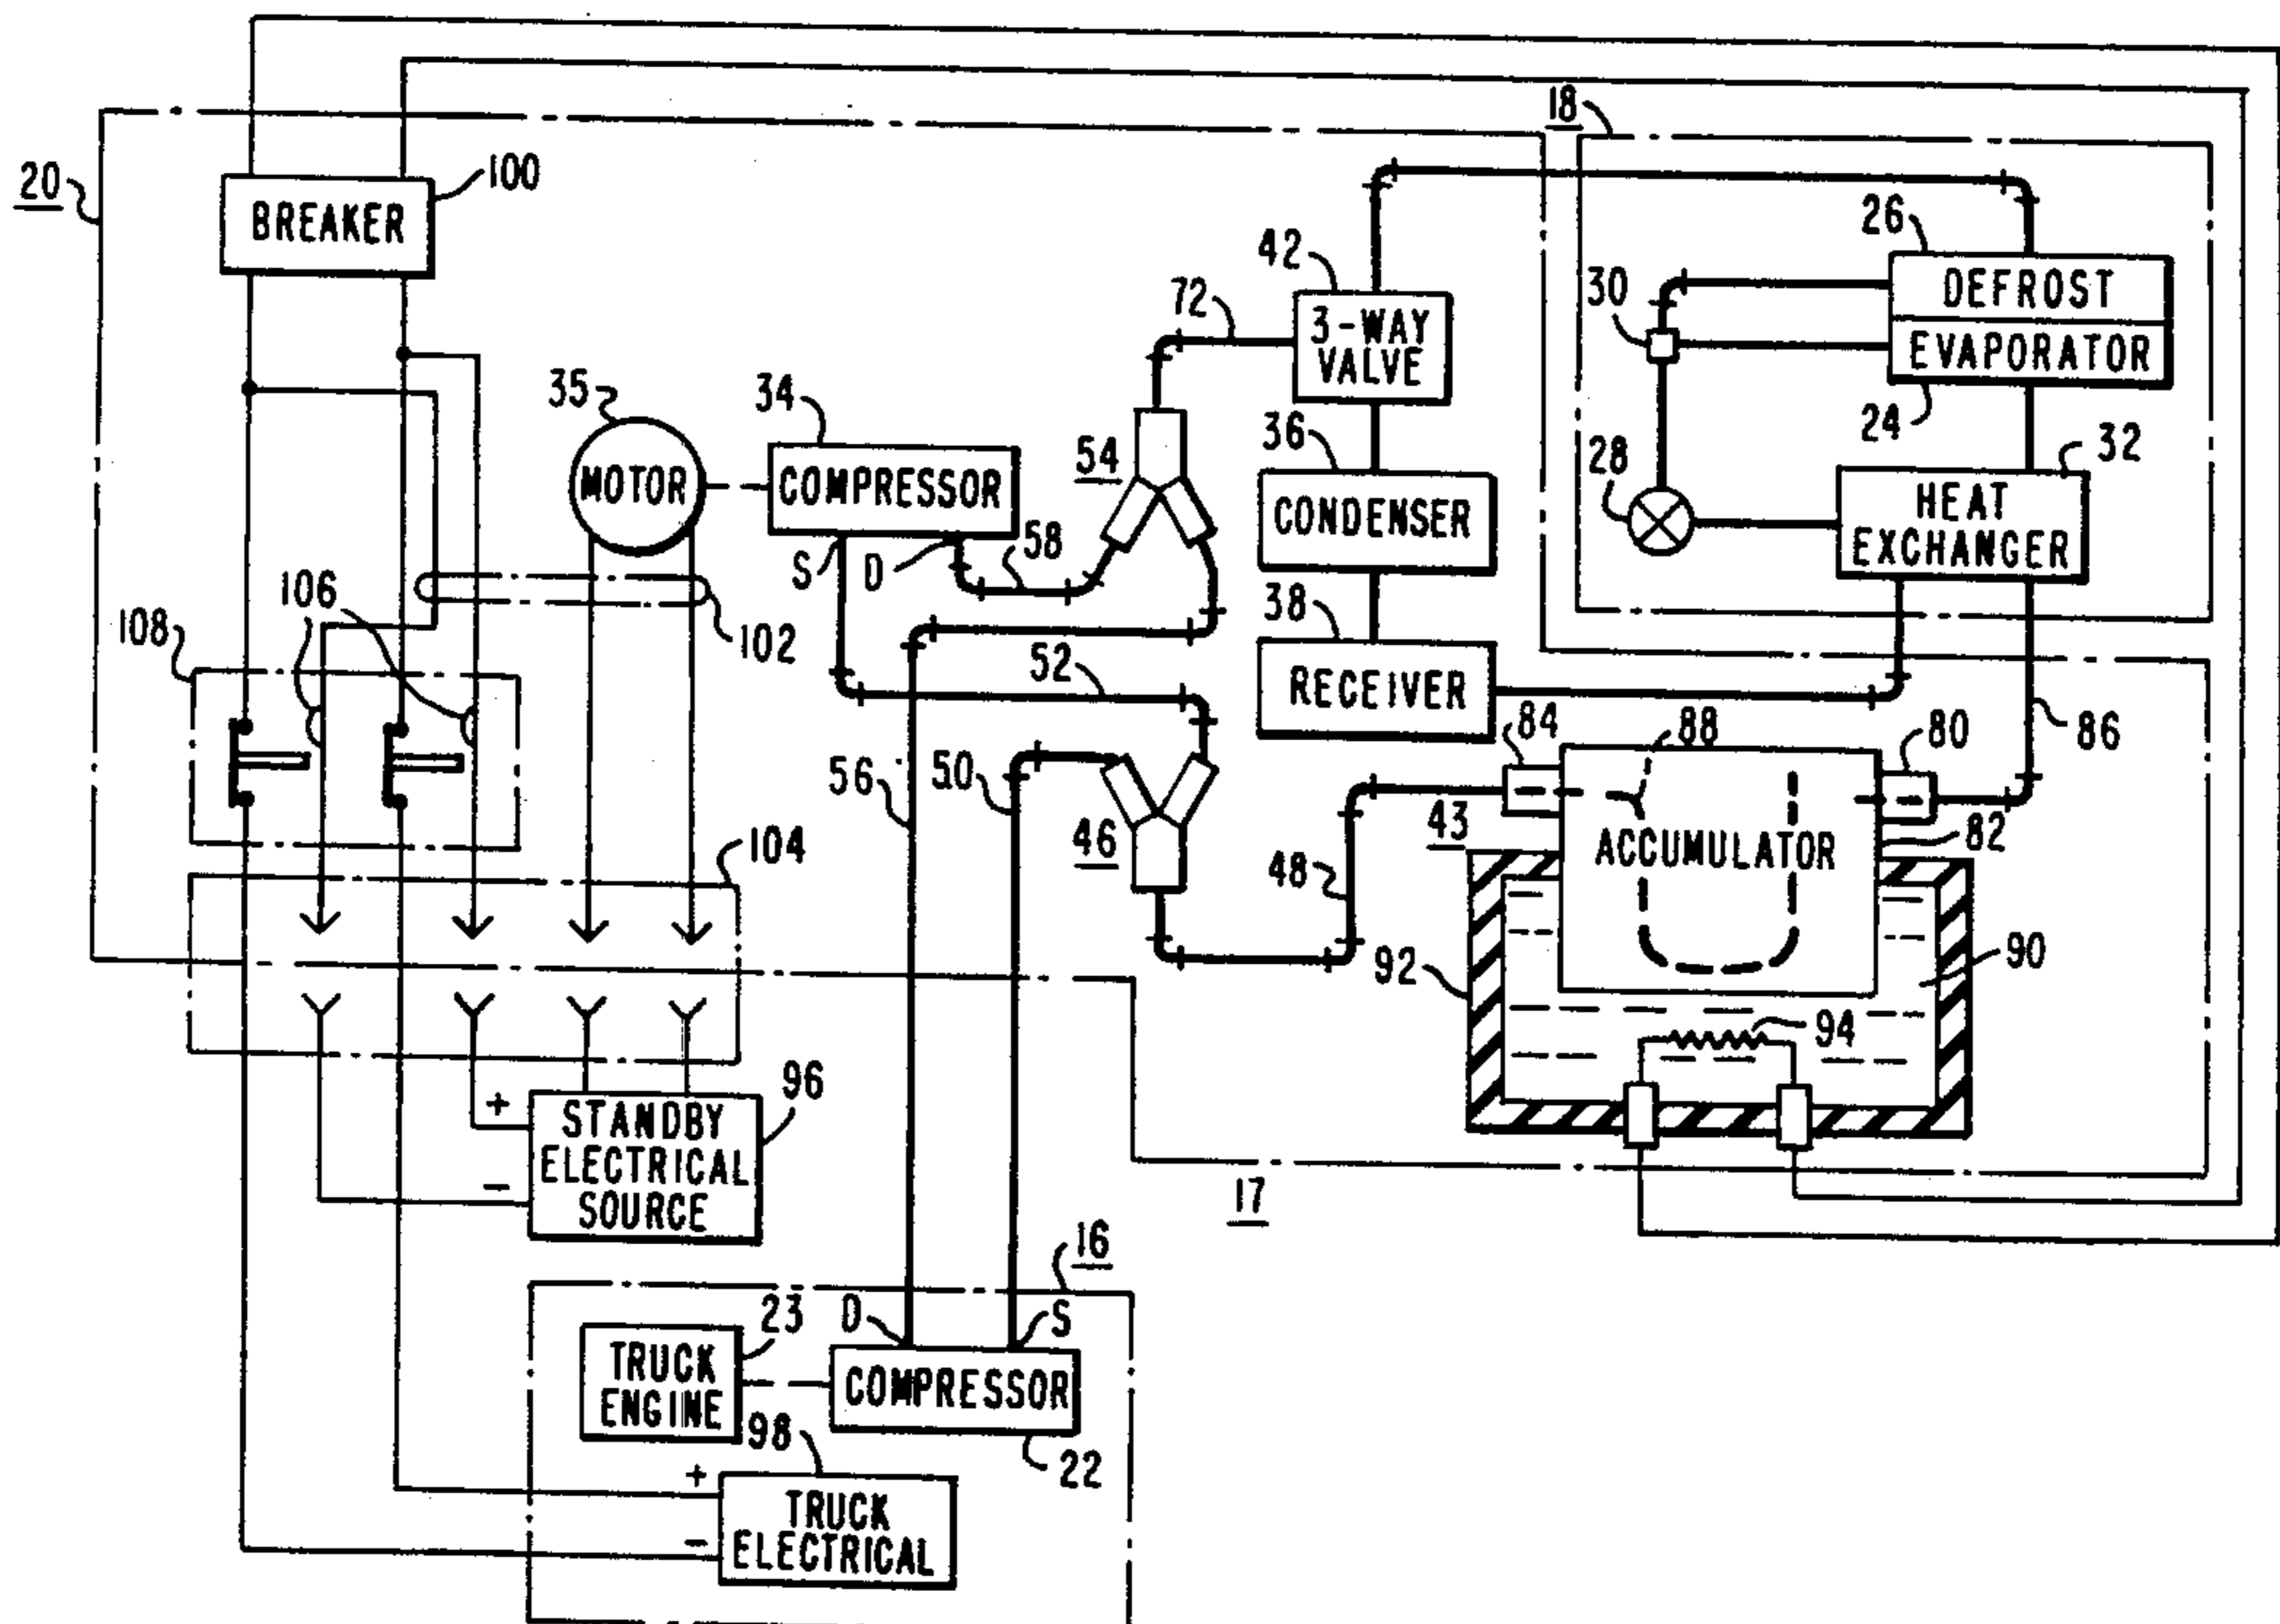 18
20
100
BREAKER
42
26
DEFROST
30
72
3-WAY
VALVE
EVAPORATOR
35
34
24
36
54
28
32
MOTOR
COMPRESSOR
CONDENSER
HEAT
EXCHANGER
S
D
58
106
108
102
38
52
RECEIVER
84
88
80
86
56
50
43
82
46
ACCUMULATOR
104
48
92
90
94
96
+
STANDBY
ELECTRICAL
SOURCE
-
17
16
23
D
S
TRUCK
ENGINE
COMPRESSOR
98
22
+
TRUCK
ELECTRICAL
-